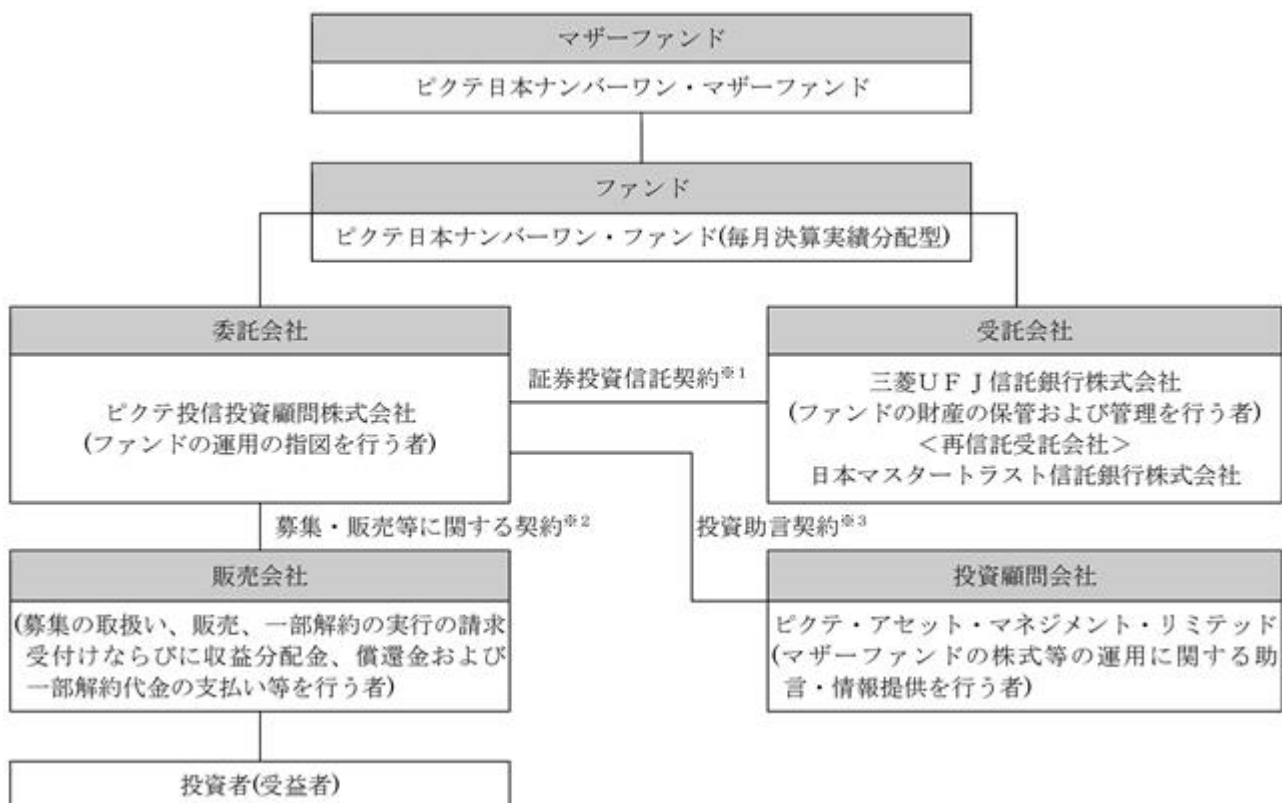 マザーファンド
ピクテ日本ナンバーワン・マザーファンド
ファンド
ピクテ日本ナンバーワン・ファンド(毎月決算実績分配型)
委託会社
ピクテ投信投資顧問株式会社
(ファンドの運用の指図を行う者)
証券投資信託契約※1
受託会社
三菱UFJ信託銀行株式会社
(ファンドの財産の保管および管理を行う者)
<再信託受託会社>
日本マスタートラスト信託銀行株式会社
募集・販売等に関する契約※2
投資助言契約※3
販売会社
(募集の取扱い、販売、一部解約の実行の請求
受付けならびに収益分配金、償還金および
一部解約代金の支払い等を行う者)
投資顧問会社
ピクテ・アセット・マネジメント・リミテッド
(マザーファンドの株式等の運用に関する助
言・情報提供を行う者)
投資者(受益者)